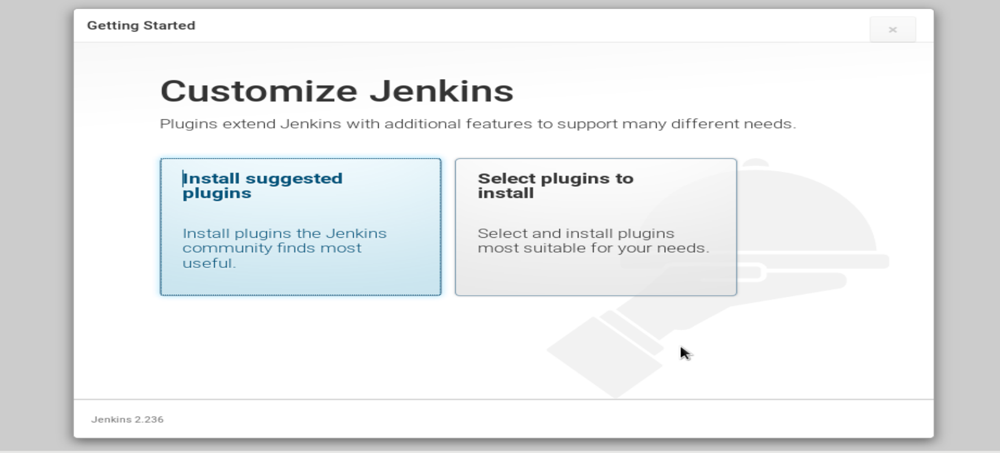 Getting Started
×
Customize Jenkins
Plugins extend Jenkins with additional features to support many different needs.
Install suggested
plugins
Install plugins the Jenkins
community finds most
useful.
Select plugins to
install
Select and install plugins
most suitable for your needs.
Jenkins 2.236